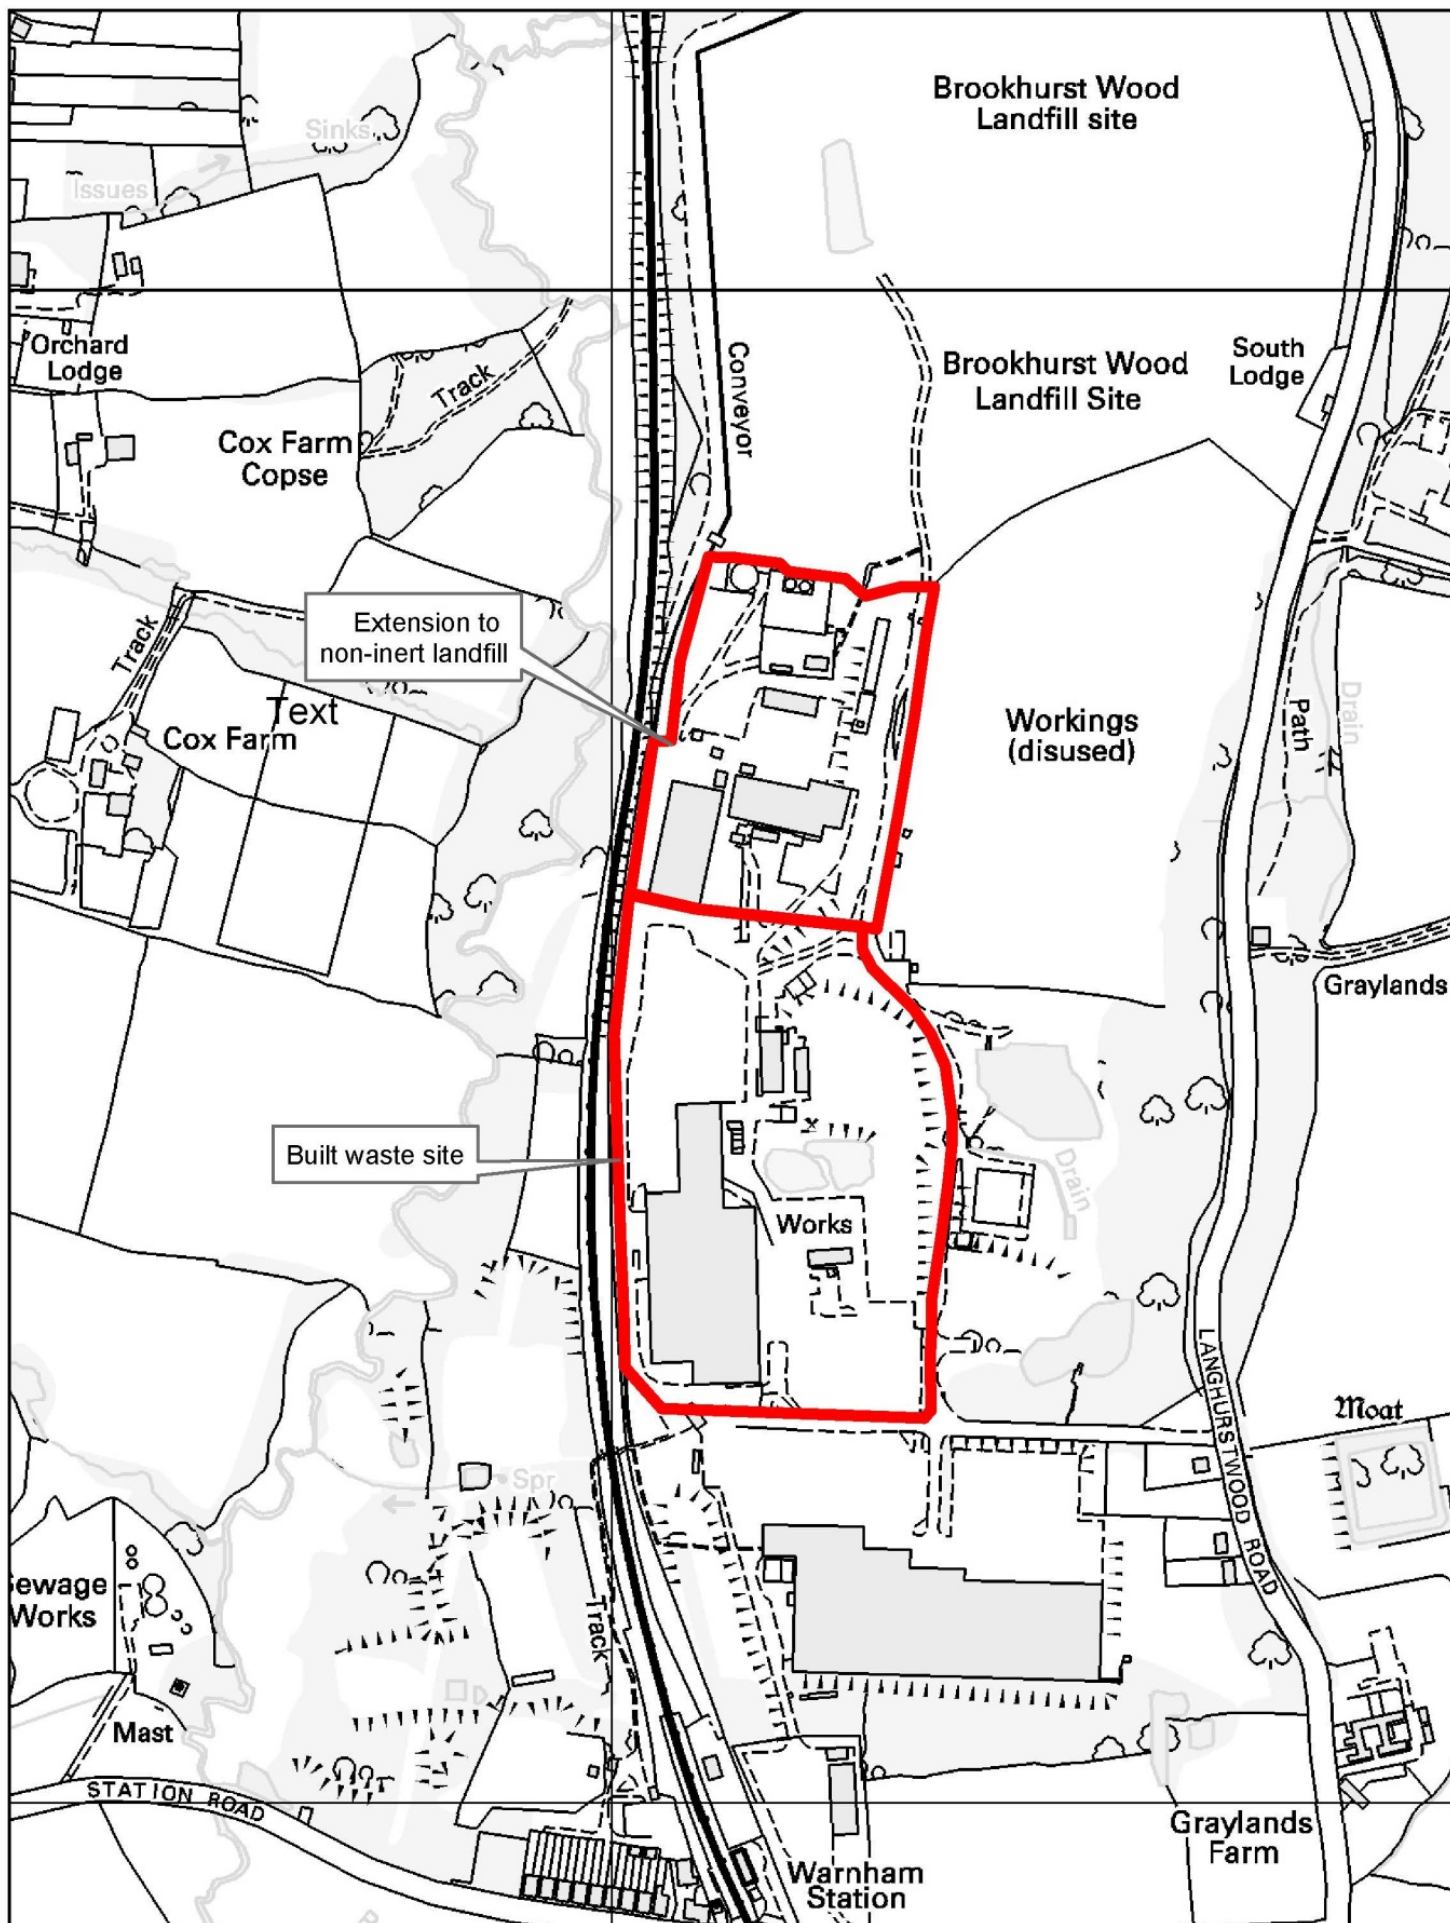 Brookhurst Wood
Landfill site
Sinks
Issues
Orchard
Lodge
Track
Conveyor
Brookhurst Wood
Landfill Site
South
Lodge
Cox Farm
Copse
Extension to
non-inert landfill
Track
Text
Cox Farm
Workings
(disused)
Path
Drain
Graylands
Built waste site
Drain
Works
LANGHURSTWOOD ROAD
Moat
Spr
Sewage
Works
Track
Mast
STATION ROAD
Graylands
Farm
Warnham
Station